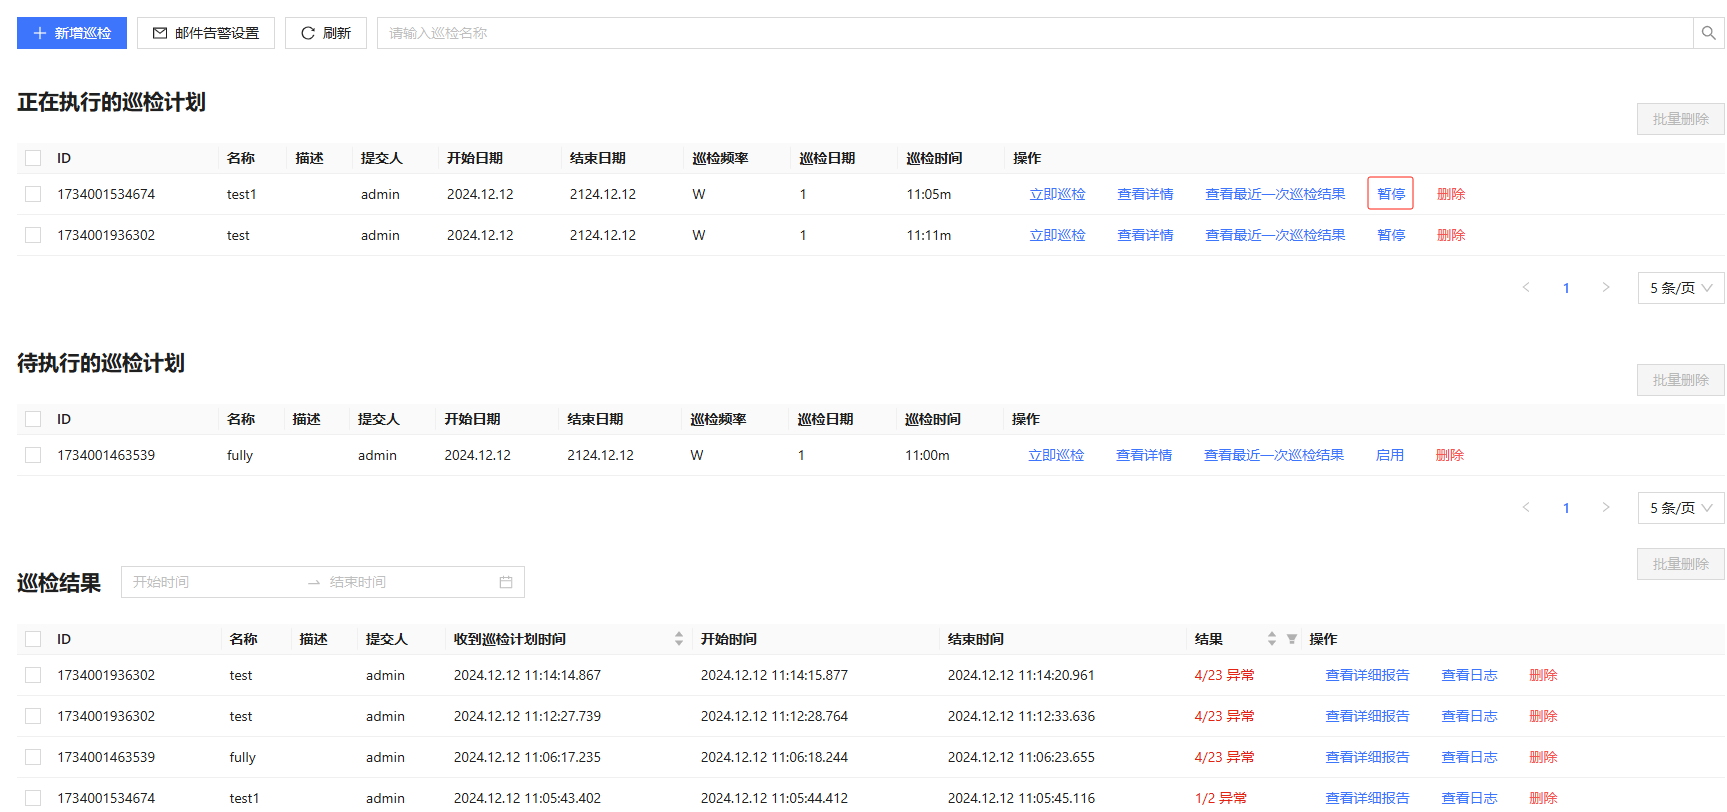 新增巡检 邮件告警设置 刷新 请输入巡检名称
正在执行的巡检计划
批量删除
ID 名称 描述 提交人 开始日期 结束日期 巡检频率 巡检日期 巡检时间 操作
1734001534674 test1 admin 2024.12.12 2124.12.12 W 1 11:05m 立即巡检 查看详情 查看最近一次巡检结果 暂停 删除
1734001936302 test admin 2024.12.12 2124.12.12 W 1 11:11m 立即巡检 查看详情 查看最近一次巡检结果 暂停 删除
1 5 条/页
待执行的巡检计划
批量删除
ID 名称 描述 提交人 开始日期 结束日期 巡检频率 巡检日期 巡检时间 操作
1734001463539 fully admin 2024.12.12 2124.12.12 W 1 11:00m 立即巡检 查看详情 查看最近一次巡检结果 启用 删除
1 5 条/页
批量删除
巡检结果 开始时间 结束时间
ID 名称 描述 提交人 收到巡检计划时间 开始时间 结束时间 结果 操作
1734001936302 test admin 2024.12.12 11:14:14.867 2024.12.12 11:14:15.877 2024.12.12 11:14:20.961 4/23 异常 查看详细报告 查看日志 删除
1734001936302 test admin 2024.12.12 11:12:27.739 2024.12.12 11:12:28.764 2024.12.12 11:12:33.636 4/23 异常 查看详细报告 查看日志 删除
1734001463539 fully admin 2024.12.12 11:06:17.235 2024.12.12 11:06:18.244 2024.12.12 11:06:23.655 4/23 异常 查看详细报告 查看日志 删除
1734001534674 test1 admin 2024.12.12 11:05:43.402 2024.12.12 11:05:44.412 2024.12.12 11:05:45.116 1/2 异常 查看详细报告 查看日志 删除